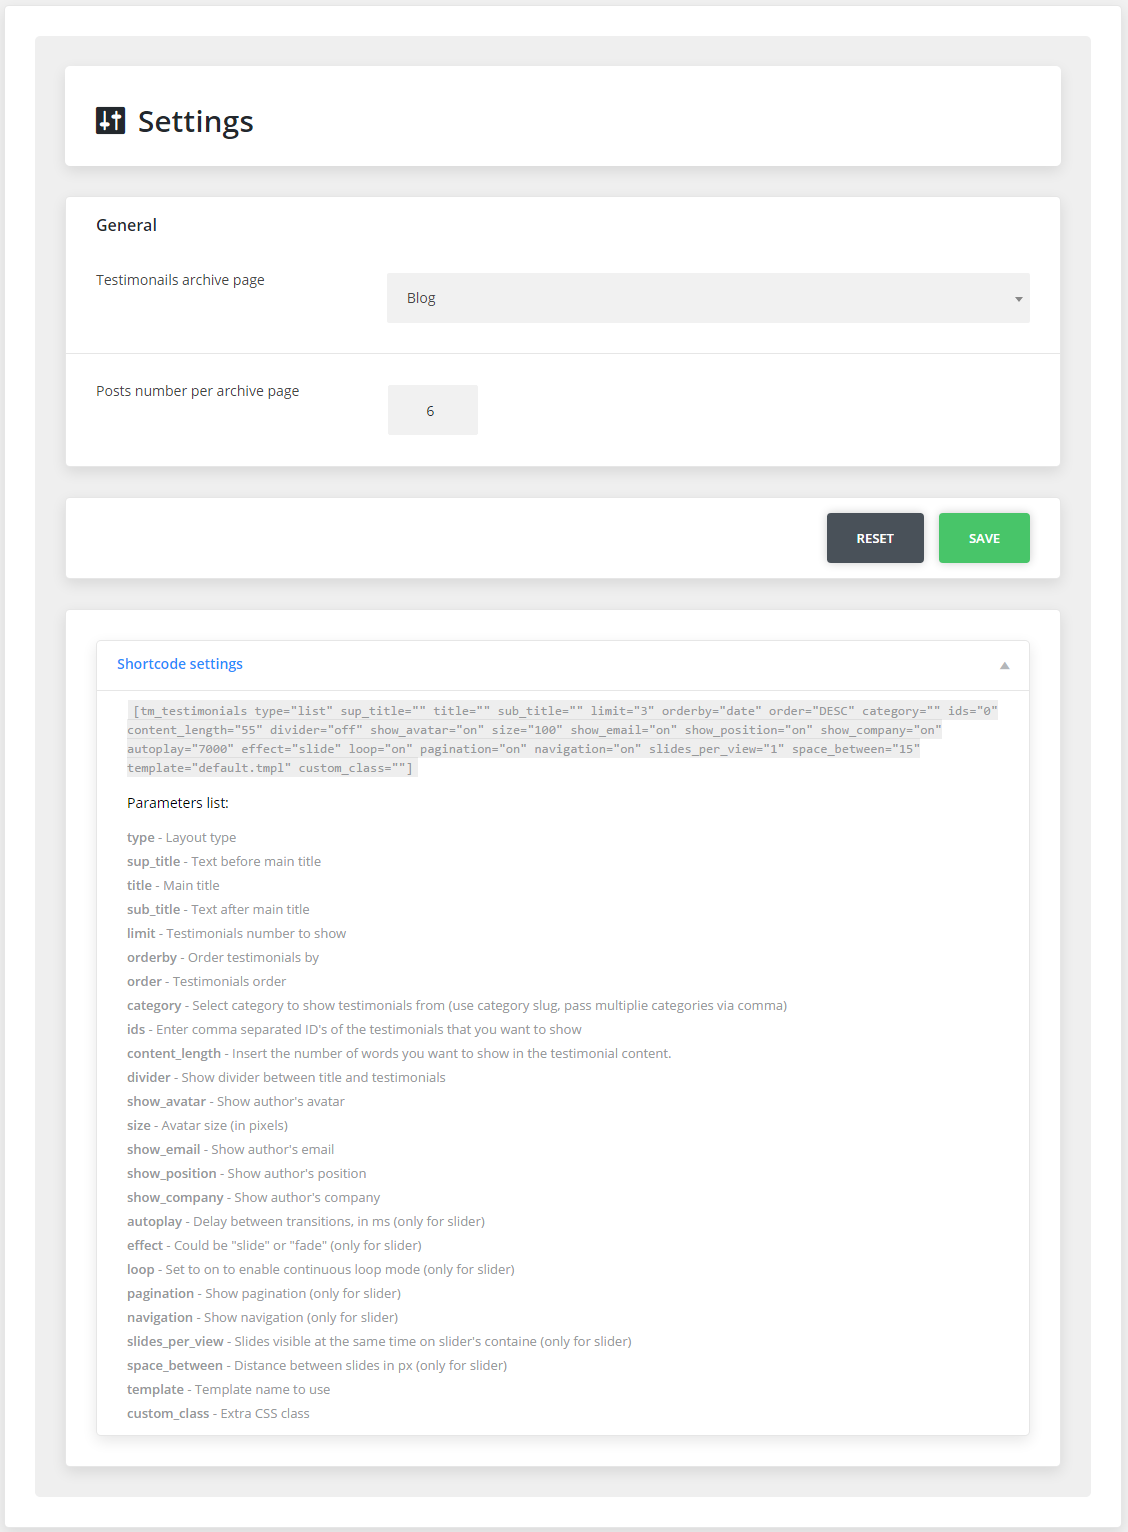 Settings
General
Testimonails archive page
Blog
Posts number per archive page
6
RESET
SAVE
Shortcode settings
[tm_testimonials type="list" sup_title="" title="" sub_title="" limit="3" orderby="date" order="DESC" category="" ids="0"
content_length="55" divider="off" show_avatar="on" size="100" show_email="on" show_position="on" show_company="on"
autoplay="7000" effect="slide" loop="on" pagination="on" navigation="on" slides_per_view="1" space_between="15"
template="default.tmpl" custom_class=""]
Parameters list:
type - Layout type
sup_title - Text before main title
title - Main title
sub_title - Text after main title
limit - Testimonials number to show
orderby - Order testimonials by
order - Testimonials order
category - Select category to show testimonials from (use category slug, pass multiplie categories via comma)
ids - Enter comma separated ID's of the testimonials that you want to show
content_length - Insert the number of words you want to show in the testimonial content.
divider - Show divider between title and testimonials
show_avatar - Show author's avatar
size - Avatar size (in pixels)
show_email - Show author's email
show_position - Show author's position
show_company - Show author's company
autoplay - Delay between transitions, in ms (only for slider)
effect - Could be "slide" or "fade" (only for slider)
loop - Set to on to enable continuous loop mode (only for slider)
pagination - Show pagination (only for slider)
navigation - Show navigation (only for slider)
slides_per_view - Slides visible at the same time on slider's containe (only for slider)
space_between - Distance between slides in px (only for slider)
template - Template name to use
custom_class - Extra CSS class